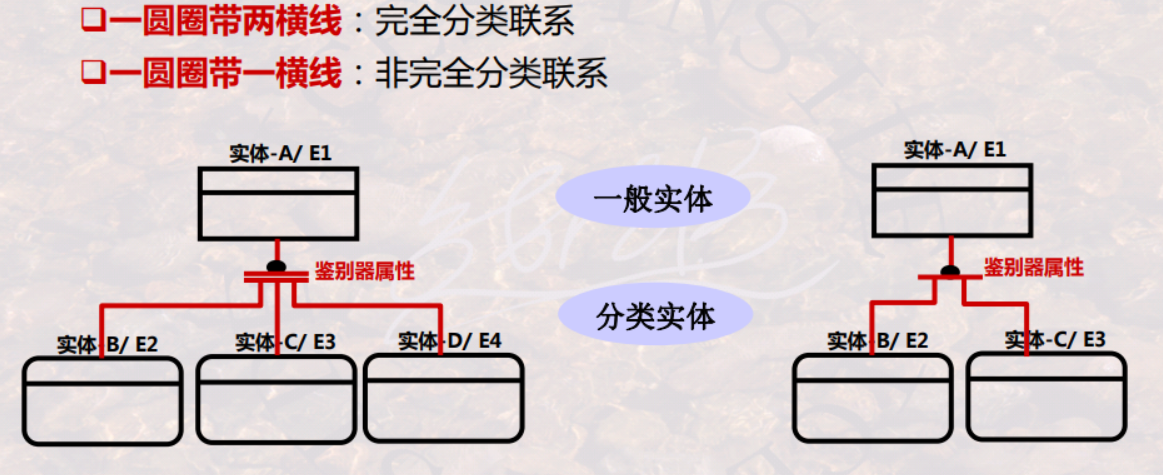 一圆圈带两横线：完全分类联系
一圆圈带一横线：非完全分类联系
实体-A/ E1
实体-A/ E1
一般实体
鉴别器属性
鉴别器属性
分类实体
实体-B/ E2
实体-C/ E3
实体-D/ E4
实体-B/ E2
实体-C/ E3